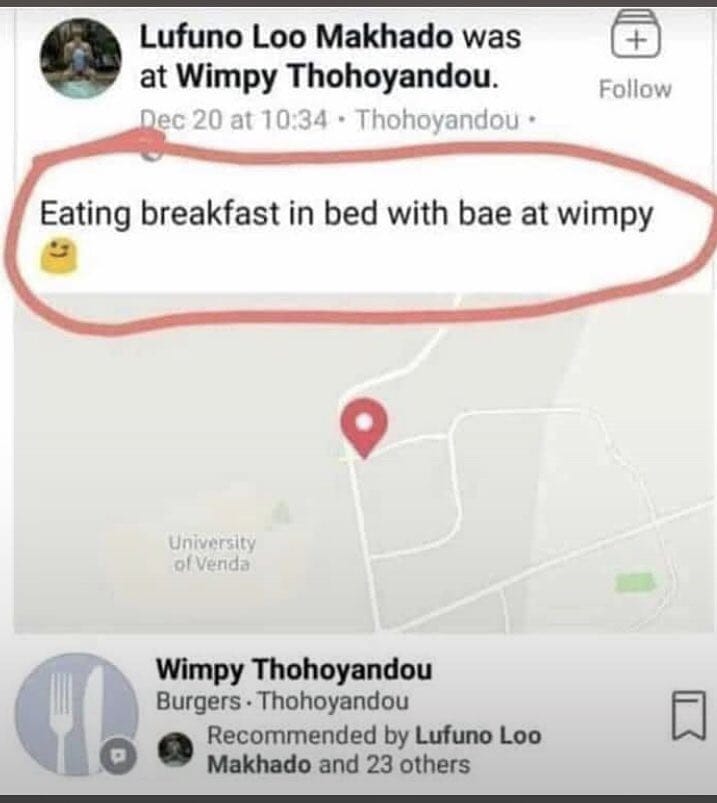 Lufuno Loo Makhado was
at Wimpy Thohoyandou.
Follow
Dec 20 at 10:34 · Thohoyandou ·
Eating breakfast in bed with bae at wimpy
😉
University
of Venda
Wimpy Thohoyandou
Burgers · Thohoyandou
Recommended by Lufuno Loo
Makhado and 23 others